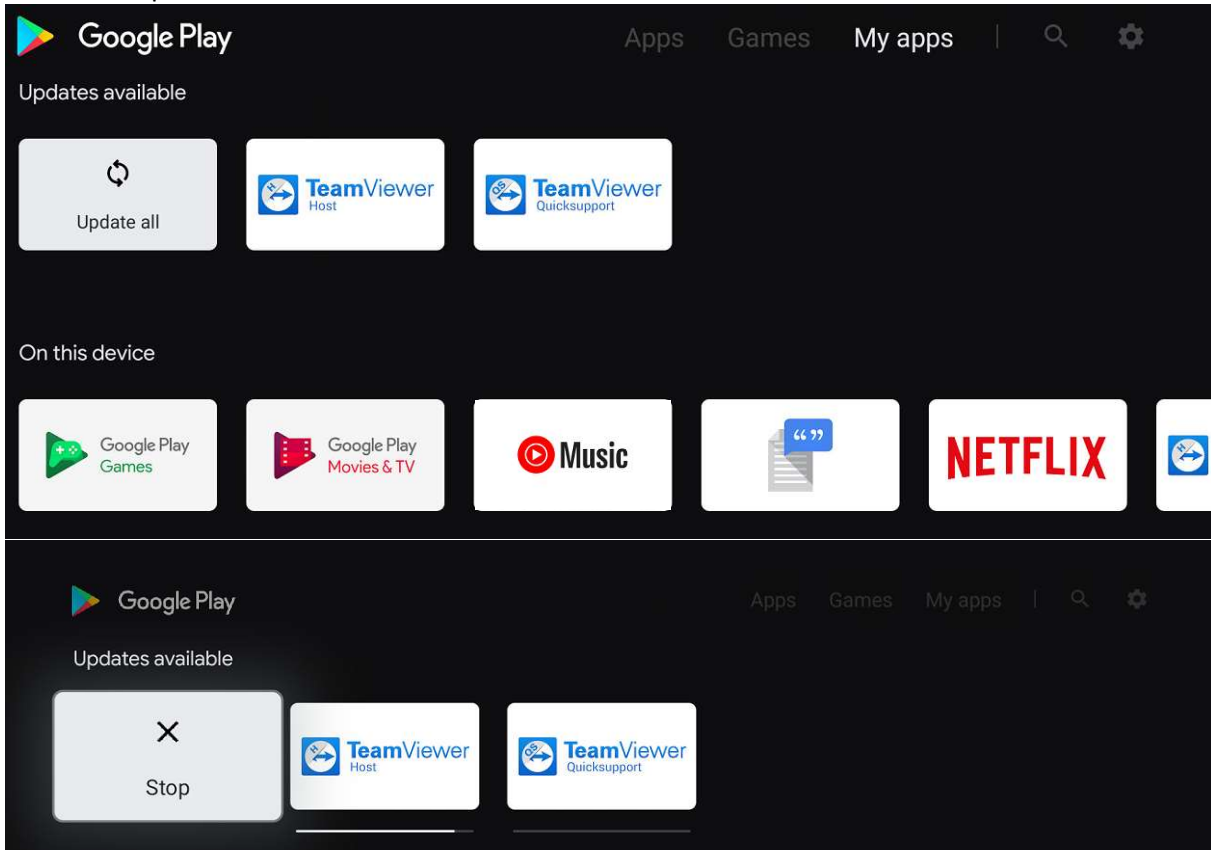 Google Play Apps Games My apps
Updates available
Update all
TeamViewer
Host
TeamViewer
Quicksupport
On this device
Google Play
Games
Google Play
Movies & TV
Music
NETFLIX
Google Play Apps Games My apps
Updates available
Stop
TeamViewer
Host
TeamViewer
Quicksupport